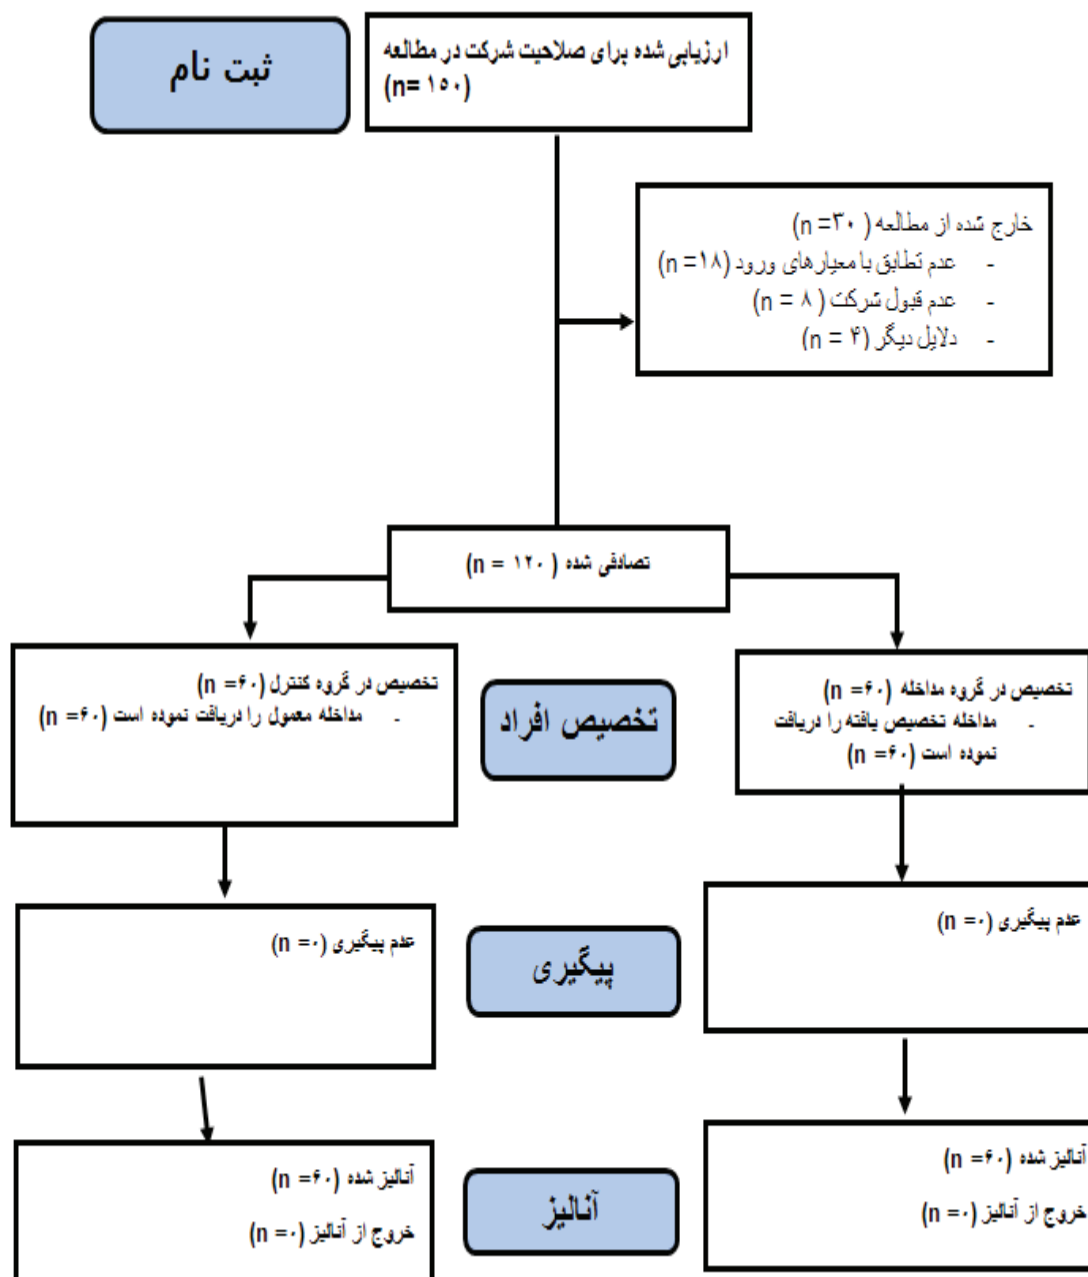 ثبت نام
ارزیابی شده برای صلاحیت شرکت در مطالعه
(n= ۱۵۰)
خارج شده از مطالعه ( n =۳۰)
- عدم تطابق با معیارهای ورود (n =۱۸)
- عدم قبول شرکت ( n = ۸)
- دلایل دیگر (n = ۴)
تصادفی شده ( n = ۱۲۰)
تخصیص در گروه مداخله (n =۶۰)
- مداخله تخصیص یافته را دریافت
نموده است (n =۶۰)
تخصیص افراد
تخصیص در گروه کنترل (n =۶۰)
- مداخله معمول را دریافت نموده است (n =۶۰)
عدم پیگیری (n =۰)
پیگیری
عدم پیگیری (n =۰)
آنالیز شده (n =۶۰)
خروج از آنالیز (n =۰)
آنالیز
آنالیز شده (n =۶۰)
خروج از آنالیز (n =۰)